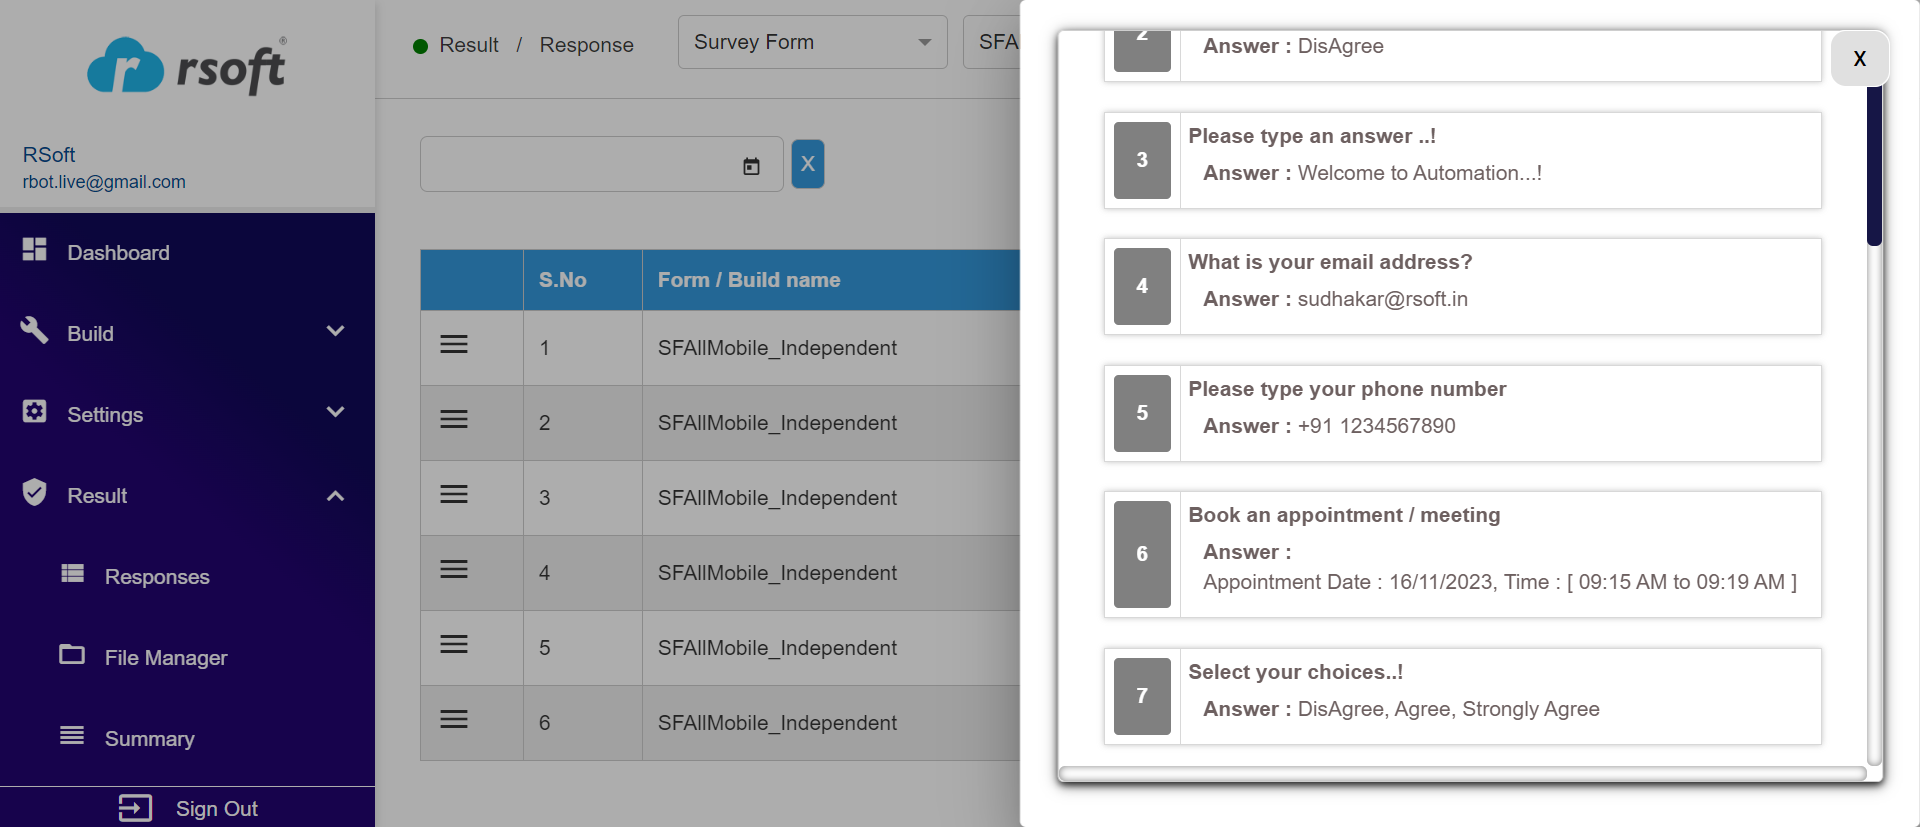 rsoft®
RSoft
rbot.live@gmail.com
Dashboard
Build
Settings
Result
Responses
File Manager
Summary
Sign Out
Result / Response
Survey Form
SFA
X
S.No Form / Build name
1 SFAllMobile_Independent
2 SFAllMobile_Independent
3 SFAllMobile_Independent
4 SFAllMobile_Independent
5 SFAllMobile_Independent
6 SFAllMobile_Independent
X
2
Answer : DisAgree
3
Please type an answer ..!
Answer : Welcome to Automation...!
4
What is your email address?
Answer : sudhakar@rsoft.in
5
Please type your phone number
Answer : +91 1234567890
6
Book an appointment / meeting
Answer :
Appointment Date : 16/11/2023, Time : [ 09:15 AM to 09:19 AM ]
7
Select your choices..!
Answer : DisAgree, Agree, Strongly Agree